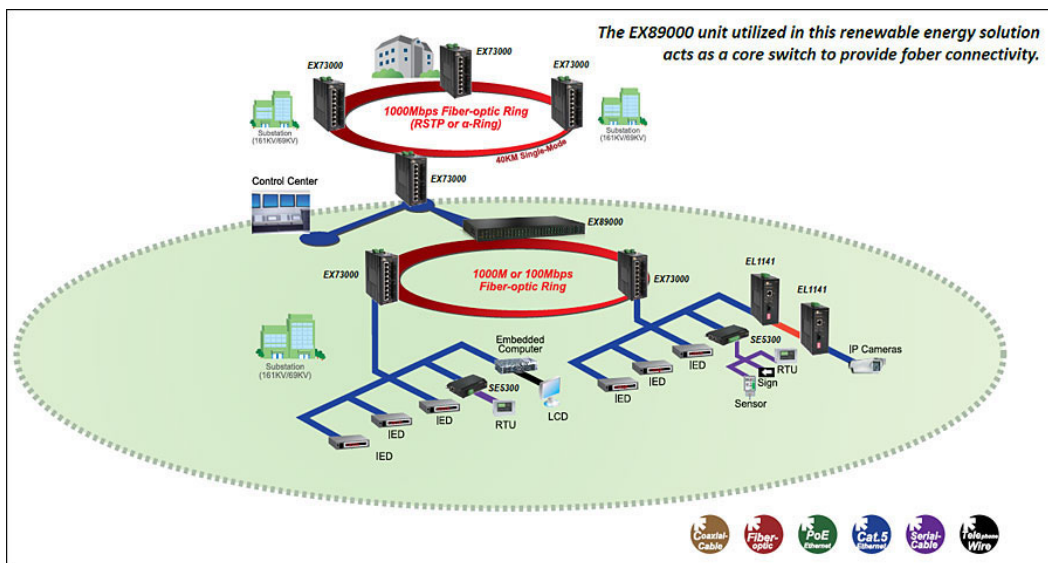 The EX89000 unit utilized in this renewable energy solution
acts as a core switch to provide fober connectivity.
EX73000
EX73000
EX73000
1000Mbps Fiber-optic Ring
(RSTP or α-Ring)
Substation
(161KV/69KV)
Substation
(161KV/69KV)
40KM Single-Mode
EX73000
Control Center
EX89000
EX73000
1000M or 100Mbps
Fiber-optic Ring
EX73000
EL1141
EL1141
Substation
(161KV/69KV)
Embedded
Computer
SE5300
IP Cameras
RTU
Sign
Sensor
IED
IED
IED
SE5300
LCD
RTU
IED
IED
IED
Coaxial-
Cable
Fiber-
optic
PoE
Ethernet
Cat.5
Ethernet
Serial-
Cable
Telephone
Wire